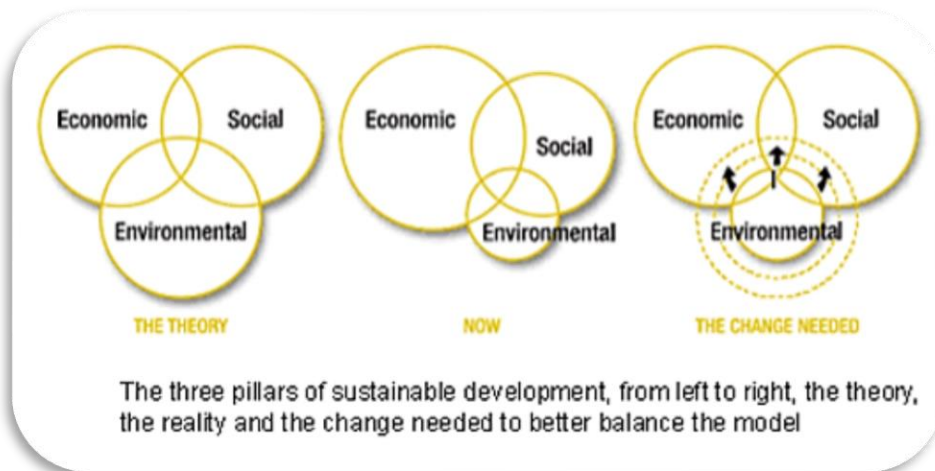 Economic
Social
Environmental
THE THEORY
Economic
Social
Environmental
NOW
Economic
Social
Environmental
THE CHANGE NEEDED
The three pillars of sustainable development, from left to right, the theory,
the reality and the change needed to better balance the model